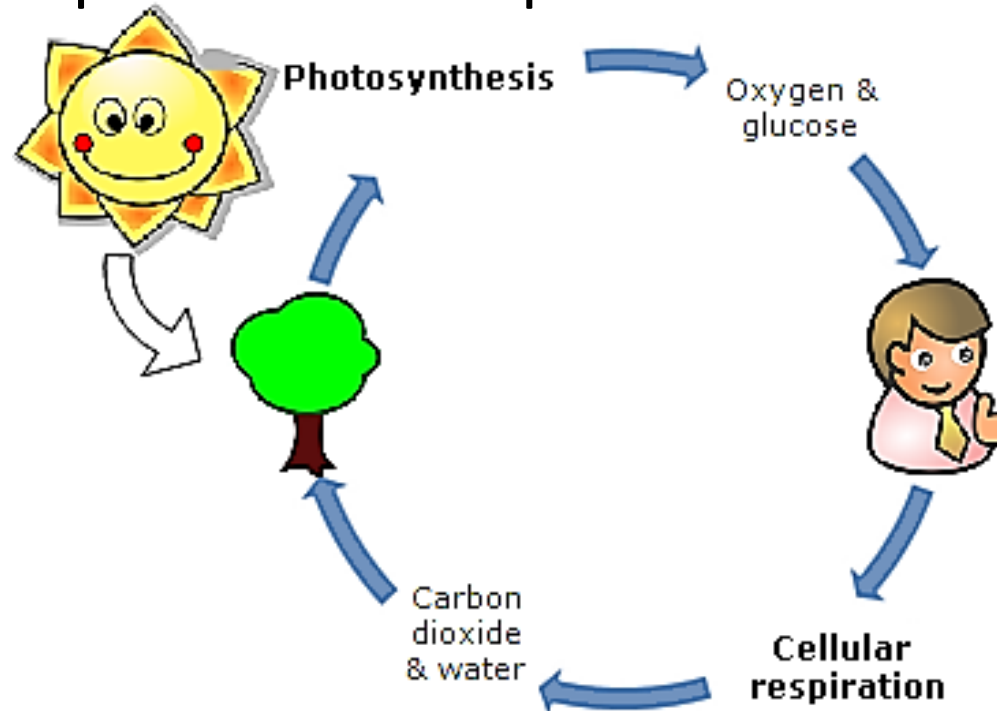 Photosynthesis
Oxygen &
glucose
Cellular
respiration
Carbon
dioxide
& water